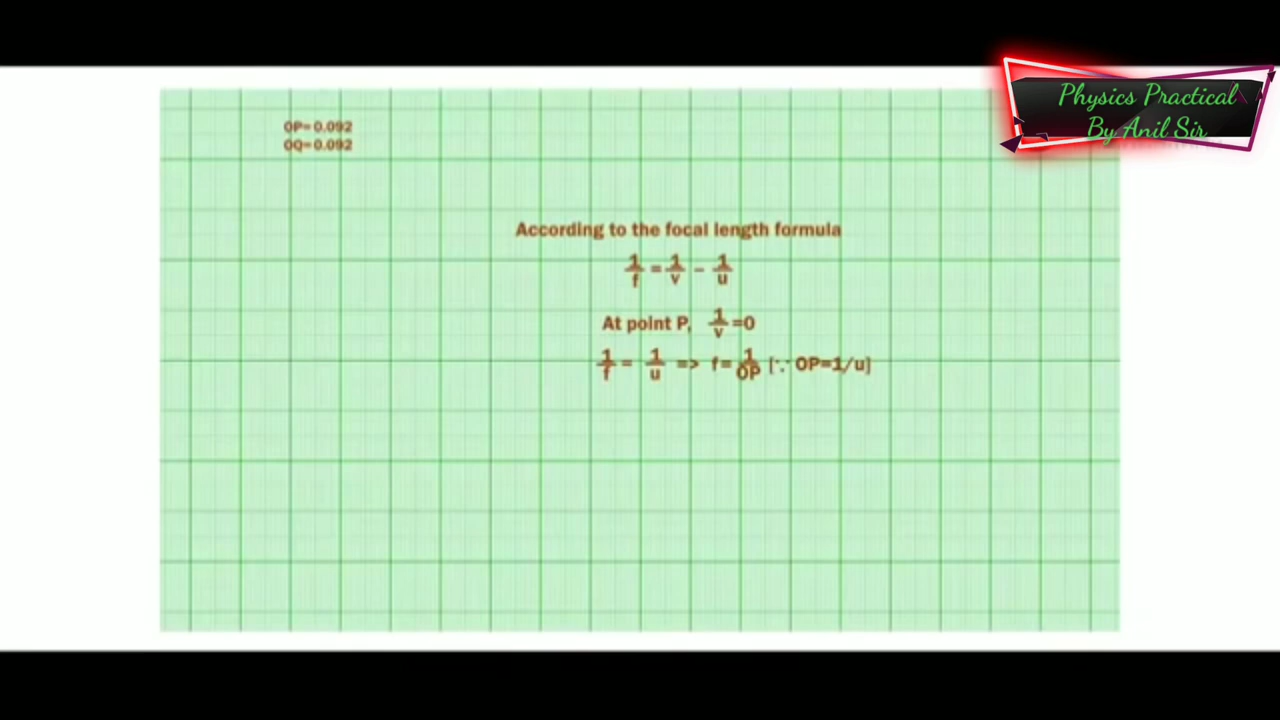 Physics Practical
By Anil Sir
OP=0.092
OQ=0.092
According to the focal length formula
1/f = 1/v - 1/u
At point P, 1/v =0
1/f = 1/u => f= 1/OP [∵ OP=1/u]